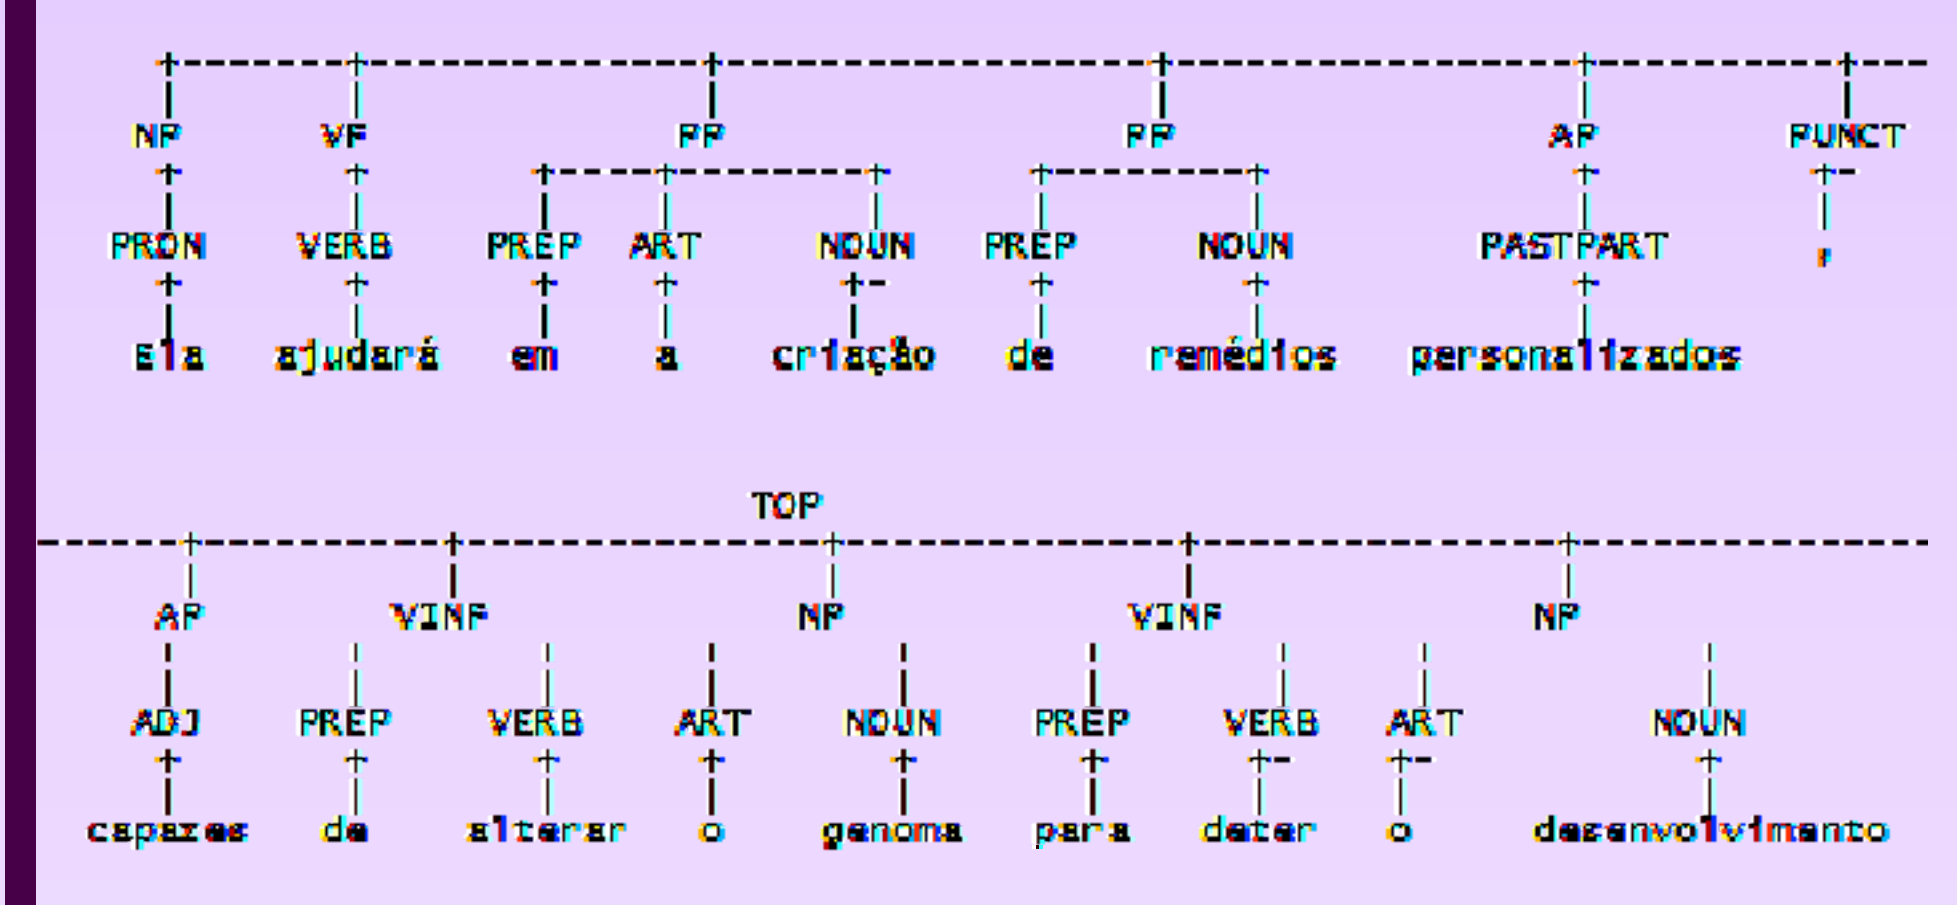 NP VF PP PP AP PUNCT
PRON VERB PREP ART NOUN PREP NOUN PASTPART ,
Ela ajudará em a criação de remédios personalizados
TOP
AP VINF NP VINF NP
ADJ PREP VERB ART NOUN PREP VERB ART NOUN
capazes de alterar o genoma para deter o desenvolvimento